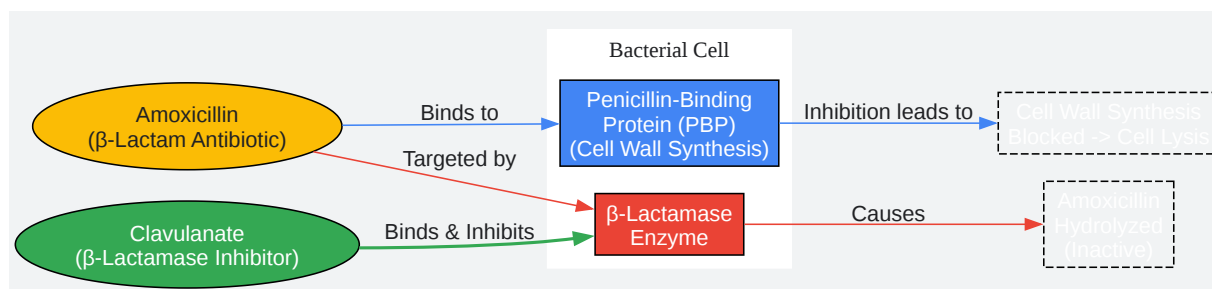 Bacterial Cell
Amoxicillin
(β-Lactam Antibiotic)
Binds to
Penicillin-Binding
Protein (PBP)
(Cell Wall Synthesis)
Inhibition leads to
Cell Wall Synthesis
Blocked -> Cell Lysis
Targeted by
Clavulanate
(β-Lactamase Inhibitor)
Binds & Inhibits
β-Lactamase
Enzyme
Causes
Amoxicillin
Hydrolyzed
(Inactive)